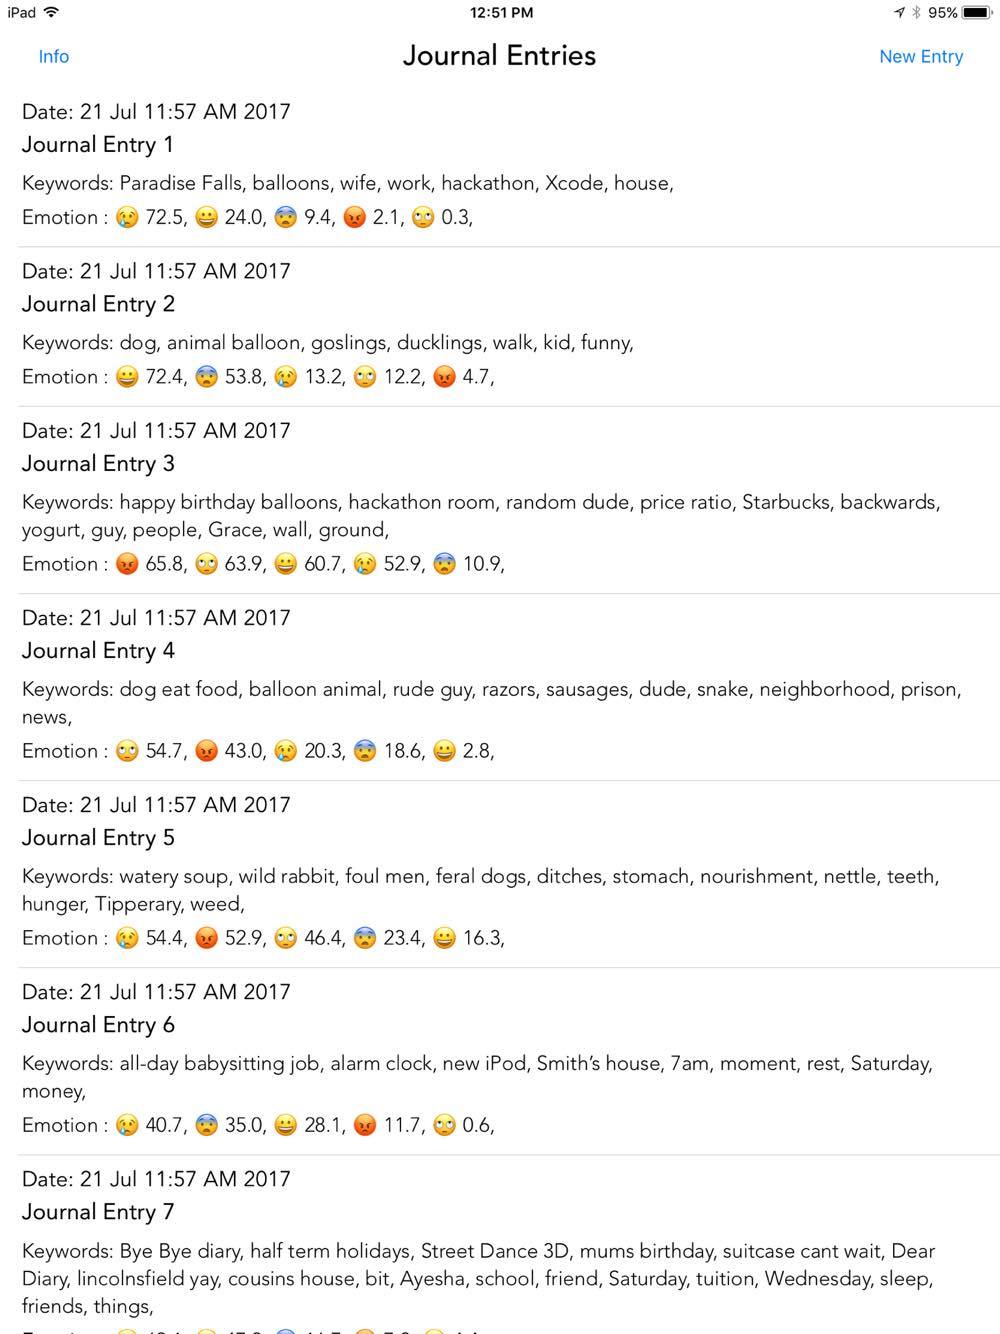 iPad 12:51 PM 95%
Info Journal Entries New Entry
Date: 21 Jul 11:57 AM 2017
Journal Entry 1
Keywords: Paradise Falls, balloons, wife, work, hackathon, Xcode, house,
Emotion : 😢 72.5, 😀 24.0, 😨 9.4, 😡 2.1, 🙄 0.3,
Date: 21 Jul 11:57 AM 2017
Journal Entry 2
Keywords: dog, animal balloon, goslings, ducklings, walk, kid, funny,
Emotion : 😀 72.4, 😨 53.8, 😢 13.2, 🙄 12.2, 😡 4.7,
Date: 21 Jul 11:57 AM 2017
Journal Entry 3
Keywords: happy birthday balloons, hackathon room, random dude, price ratio, Starbucks, backwards,
yogurt, guy, people, Grace, wall, ground,
Emotion : 😡 65.8, 🙄 63.9, 😀 60.7, 😢 52.9, 😨 10.9,
Date: 21 Jul 11:57 AM 2017
Journal Entry 4
Keywords: dog eat food, balloon animal, rude guy, razors, sausages, dude, snake, neighborhood, prison,
news,
Emotion : 🙄 54.7, 😡 43.0, 😢 20.3, 😨 18.6, 😀 2.8,
Date: 21 Jul 11:57 AM 2017
Journal Entry 5
Keywords: watery soup, wild rabbit, foul men, feral dogs, ditches, stomach, nourishment, nettle, teeth,
hunger, Tipperary, weed,
Emotion : 😢 54.4, 😡 52.9, 🙄 46.4, 😨 23.4, 😀 16.3,
Date: 21 Jul 11:57 AM 2017
Journal Entry 6
Keywords: all-day babysitting job, alarm clock, new iPod, Smith’s house, 7am, moment, rest, Saturday,
money,
Emotion : 😢 40.7, 😨 35.0, 😀 28.1, 😡 11.7, 🙄 0.6,
Date: 21 Jul 11:57 AM 2017
Journal Entry 7
Keywords: Bye Bye diary, half term holidays, Street Dance 3D, mums birthday, suitcase cant wait, Dear
Diary, lincolnsfield yay, cousins house, bit, Ayesha, school, friend, Saturday, tuition, Wednesday, sleep,
friends, things,